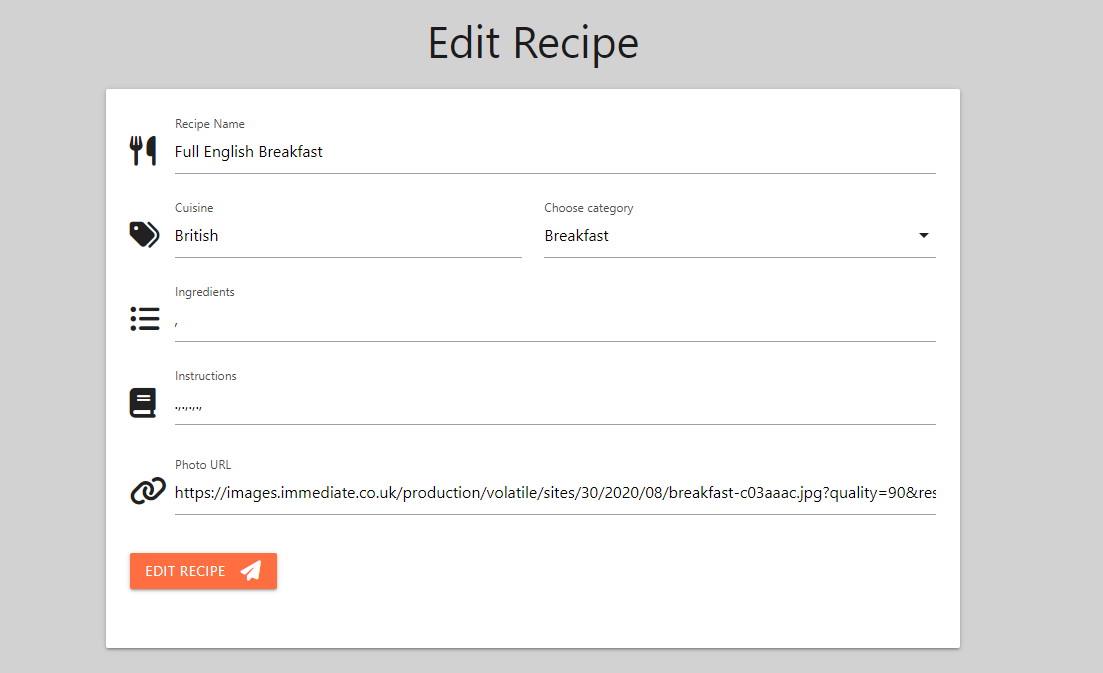 Edit Recipe
Recipe Name
Full English Breakfast
Cuisine
Choose category
British
Breakfast
Ingredients
,
Instructions
.,.,.,.,
Photo URL
https://images.immediate.co.uk/production/volatile/sites/30/2020/08/breakfast-c03aaac.jpg?quality=90&res
EDIT RECIPE